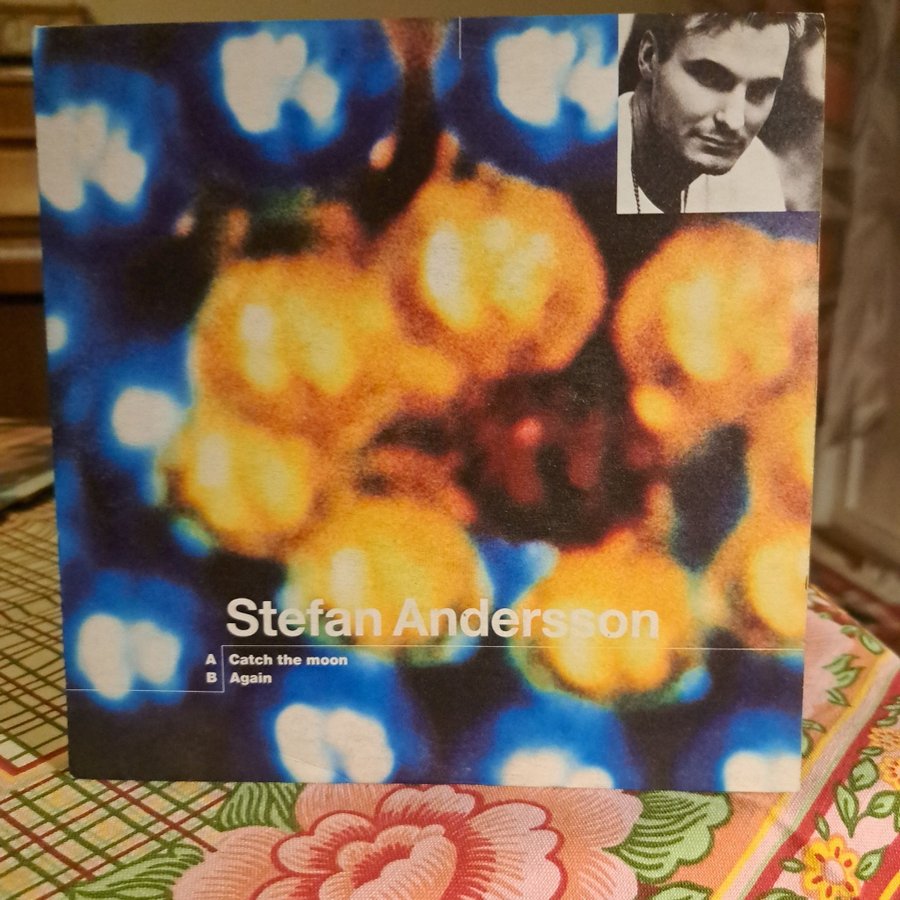 Stefan Andersson
A Catch the moon
B Again